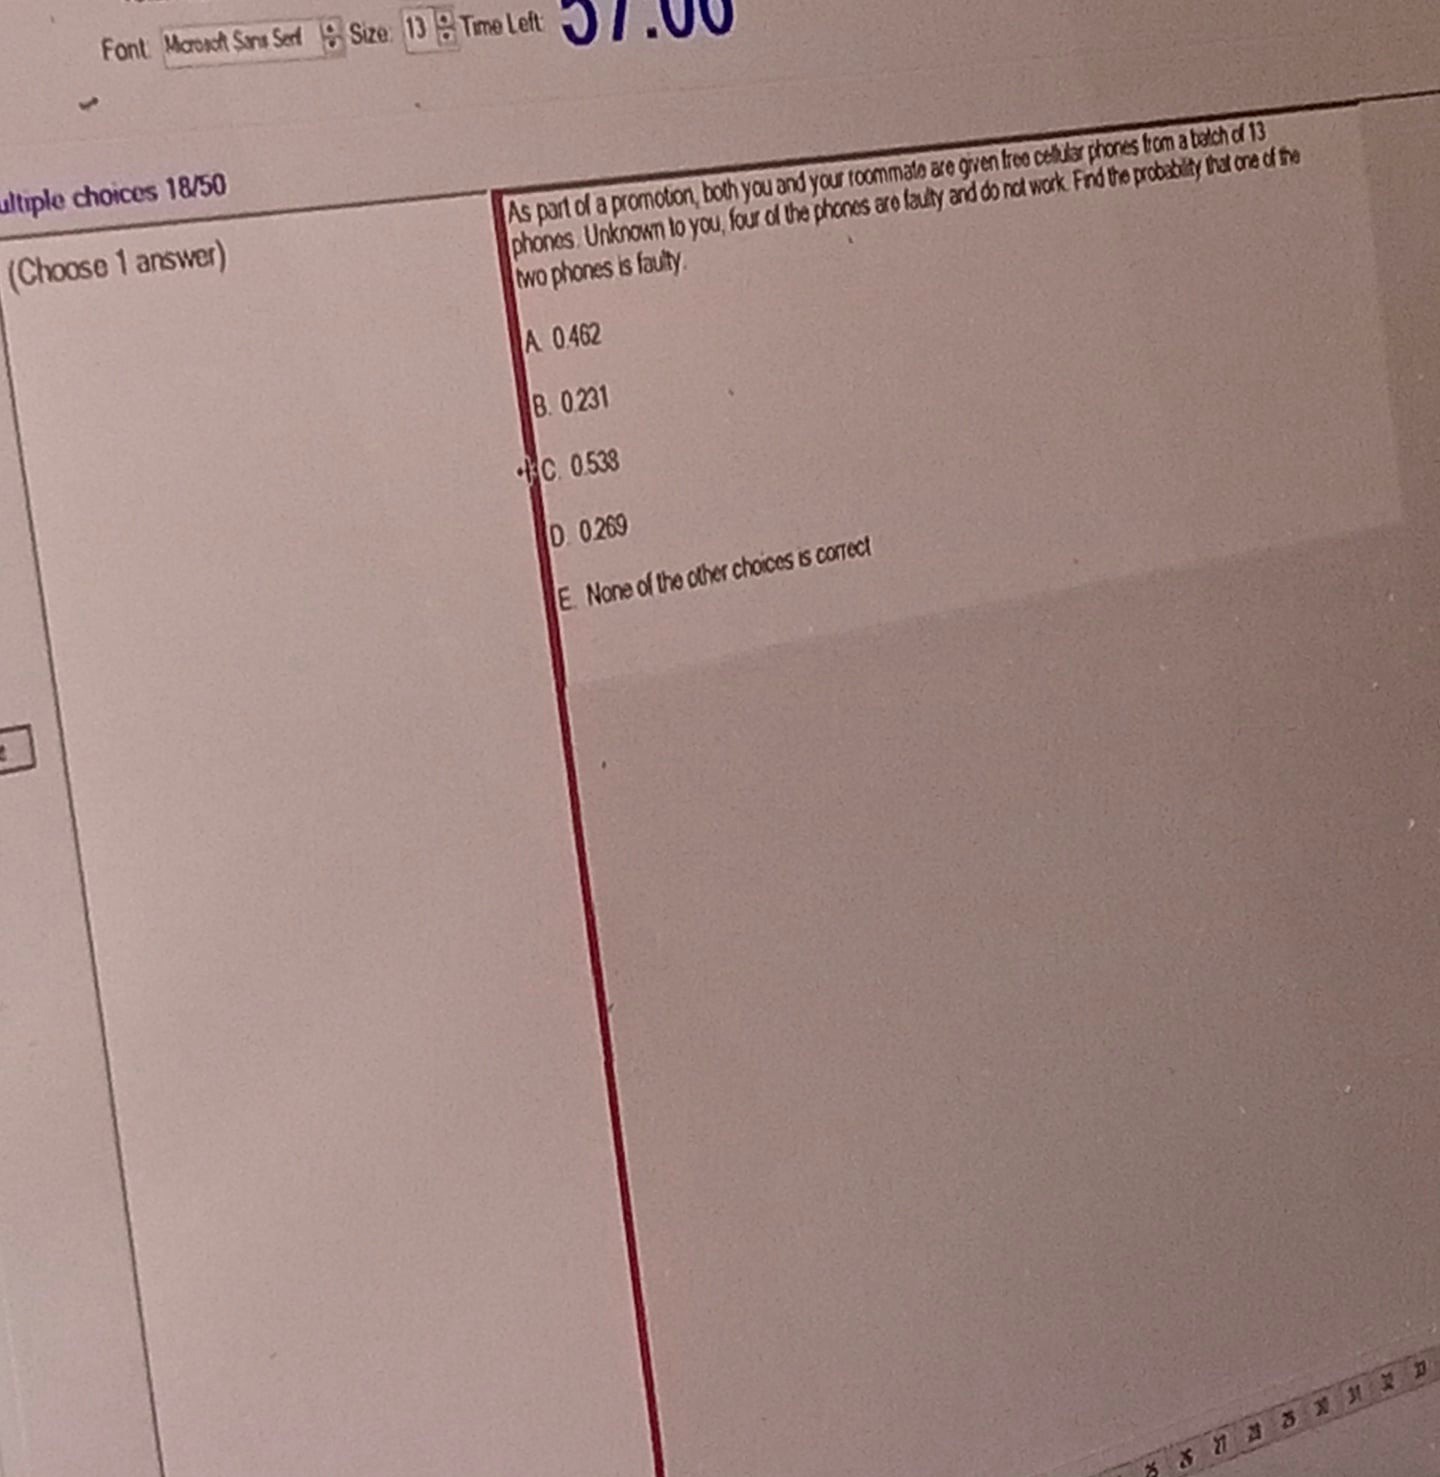 Font: Microsoft Sans Serif Size: 13 Time Left:
ultiple choices 18/50
(Choose 1 answer)
As part of a promotion, both you and your roommate are given free cellular phones from a batch of 13
phones. Unknown to you, four of the phones are faulty and do not work. Find the probability that one of the
two phones is faulty.
A. 0.462
B. 0.231
C. 0.538
D. 0.269
E. None of the other choices is correct
25 26 27 28 29 30 31 32 33